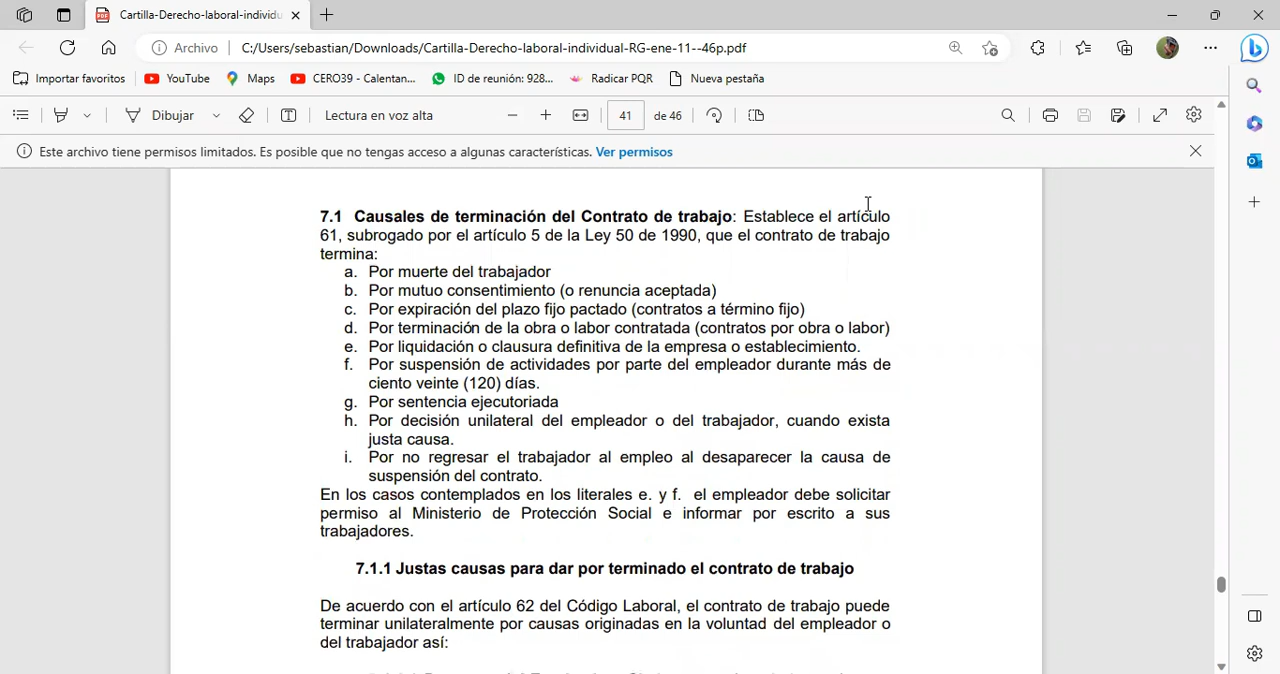 Cartilla-Derecho-laboral-individu
Archivo C:/Users/sebastian/Downloads/Cartilla-Derecho-laboral-individual-RG-ene-11--46p.pdf
Importar favoritos YouTube Maps CERO39 - Calentan... ID de reunión: 928... Radicar PQR Nueva pestaña
Dibujar Lectura en voz alta 41 de 46
Este archivo tiene permisos limitados. Es posible que no tengas acceso a algunas características. Ver permisos
7.1 Causales de terminación del Contrato de trabajo: Establece el artículo
61, subrogado por el artículo 5 de la Ley 50 de 1990, que el contrato de trabajo
termina:
a. Por muerte del trabajador
b. Por mutuo consentimiento (o renuncia aceptada)
c. Por expiración del plazo fijo pactado (contratos a término fijo)
d. Por terminación de la obra o labor contratada (contratos por obra o labor)
e. Por liquidación o clausura definitiva de la empresa o establecimiento.
f. Por suspensión de actividades por parte del empleador durante más de
ciento veinte (120) días.
g. Por sentencia ejecutoriada
h. Por decisión unilateral del empleador o del trabajador, cuando exista
justa causa.
i. Por no regresar el trabajador al empleo al desaparecer la causa de
suspensión del contrato.
En los casos contemplados en los literales e. y f. el empleador debe solicitar
permiso al Ministerio de Protección Social e informar por escrito a sus
trabajadores.
7.1.1 Justas causas para dar por terminado el contrato de trabajo
De acuerdo con el artículo 62 del Código Laboral, el contrato de trabajo puede
terminar unilateralmente por causas originadas en la voluntad del empleador o
del trabajador así: